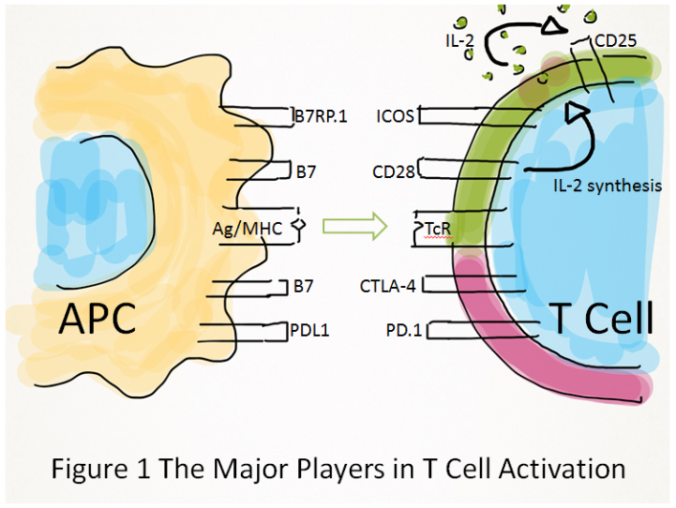 IL-2
CD25
B7RP.1
ICOS
B7
CD28
IL-2 synthesis
Ag/MHC
TcR
B7
CTLA-4
APC
PDL1
PD.1
T Cell
Figure 1 The Major Players in T Cell Activation